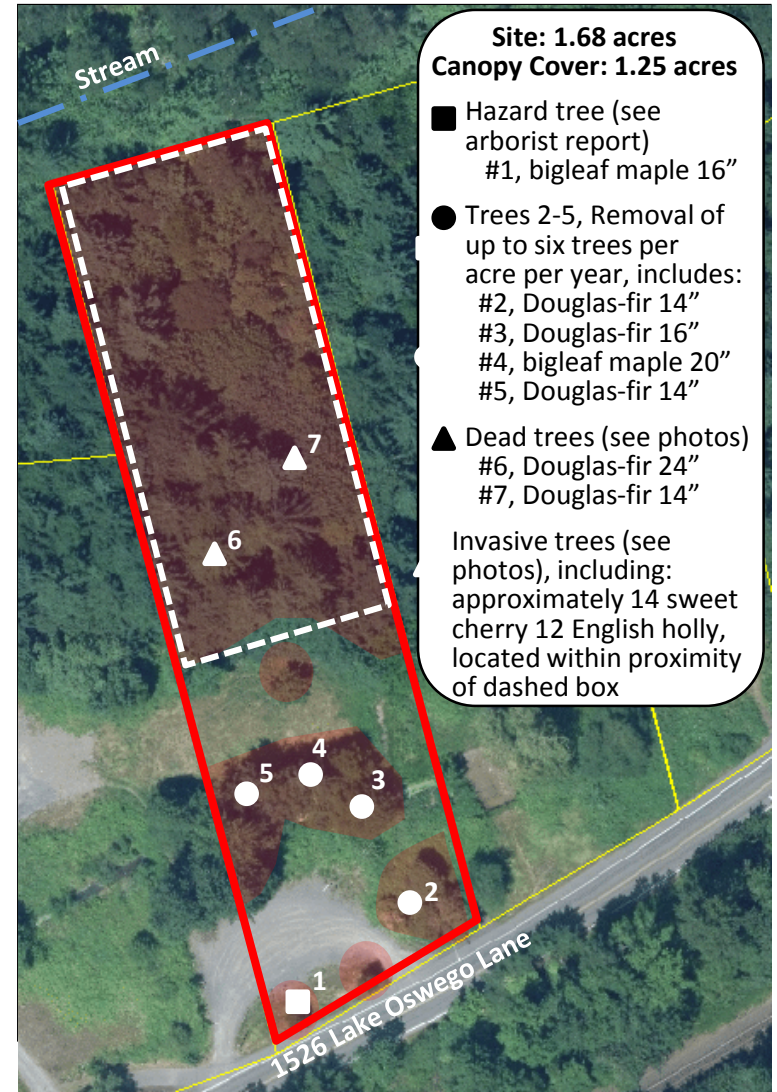 Stream
Site: 1.68 acres
Canopy Cover: 1.25 acres
Hazard tree (see
arborist report)
#1, bigleaf maple 16”
Trees 2-5, Removal of
up to six trees per
acre per year, includes:
#2, Douglas-fir 14”
#3, Douglas-fir 16”
#4, bigleaf maple 20”
#5, Douglas-fir 14”
Dead trees (see photos)
#6, Douglas-fir 24”
#7, Douglas-fir 14”
Invasive trees (see
photos), including:
approximately 14 sweet
cherry 12 English holly,
located within proximity
of dashed box
7
6
4
5
3
2
1
1526 Lake Oswego Lane